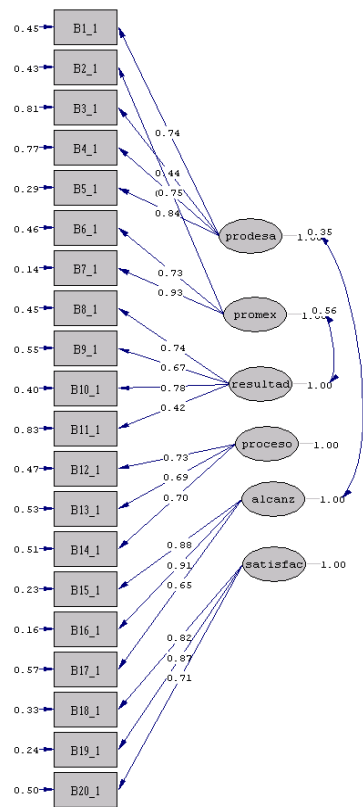 0.45 B1_1
0.43 B2_1
0.81 B3_1
0.74
0.77 B4_1
0.44
0.29 B5_1
0.75
0.84
0.46 B6_1
prodesa 1.00 0.35
0.14 B7_1
0.73
0.93
0.45 B8_1
promex 1.00 0.56
0.55 B9_1
0.74
0.67
0.40 B10_1
0.78
resultad 1.00
0.42
0.83 B11_1
proceso 1.00
0.47 B12_1
0.73
0.69
0.53 B13_1
0.70
alcanz 1.00
0.51 B14_1
0.88
0.91
0.23 B15_1
0.65
satisfac 1.00
0.16 B16_1
0.57 B17_1
0.82
0.87
0.71
0.33 B18_1
0.24 B19_1
0.50 B20_1